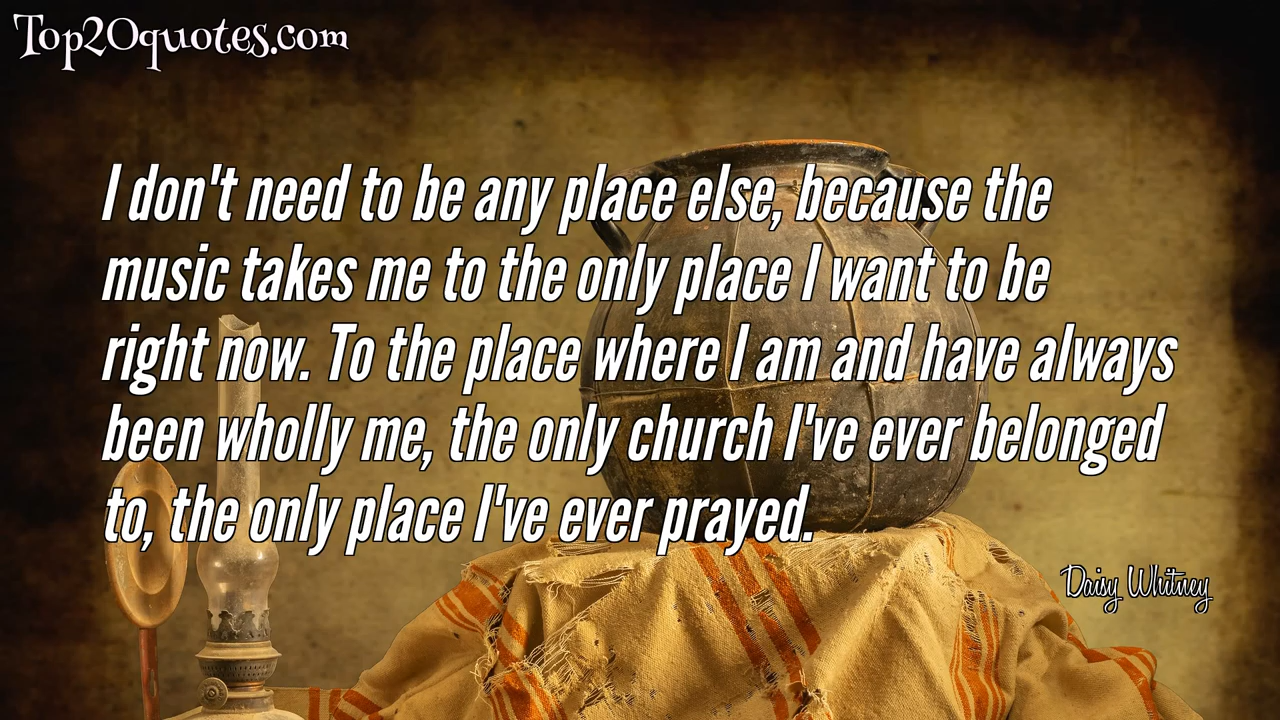 Top20quotes.com
I don't need to be any place else, because the
music takes me to the only place I want to be
right now. To the place where I am and have always
been wholly me, the only church I've ever belonged
to, the only place I've ever prayed.
Daisy Whitney